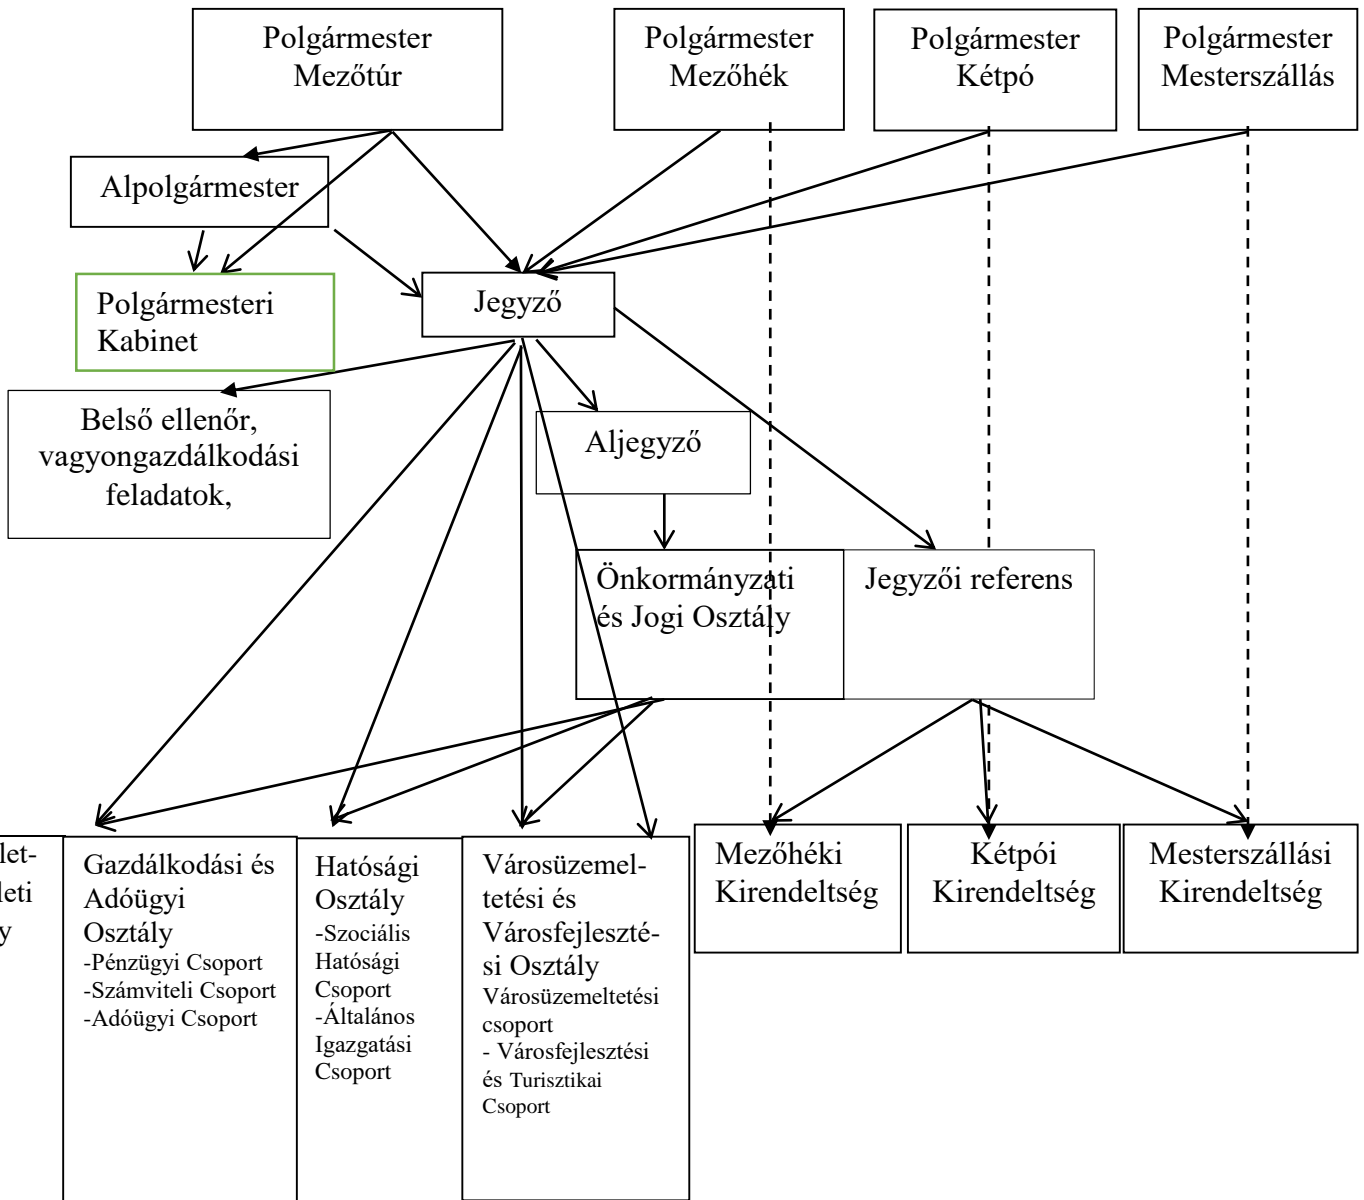 Polgármester
Mezőtúr
Polgármester
Mezőhék
Polgármester
Kétpó
Polgármester
Mesterszállás
Alpolgármester
Polgármesteri
Kabinet
Jegyző
Belső ellenőr,
vagyongazdálkodási
feladatok,
Aljegyző
Önkormányzati
és Jogi Osztály
Jegyzői referens
let-
leti
y
Gazdálkodási és
Adóügyi
Osztály
-Pénzügyi Csoport
-Számviteli Csoport
-Adóügyi Csoport
Hatósági
Osztály
-Szociális
Hatósági
Csoport
-Általános
Igazgatási
Csoport
Városüzemel-
tetési és
Városfejleszté-
si Osztály
Városüzemeltetési
csoport
- Városfejlesztési
és Turisztikai
Csoport
Mezőhéki
Kirendeltség
Kétpói
Kirendeltség
Mesterszállási
Kirendeltség